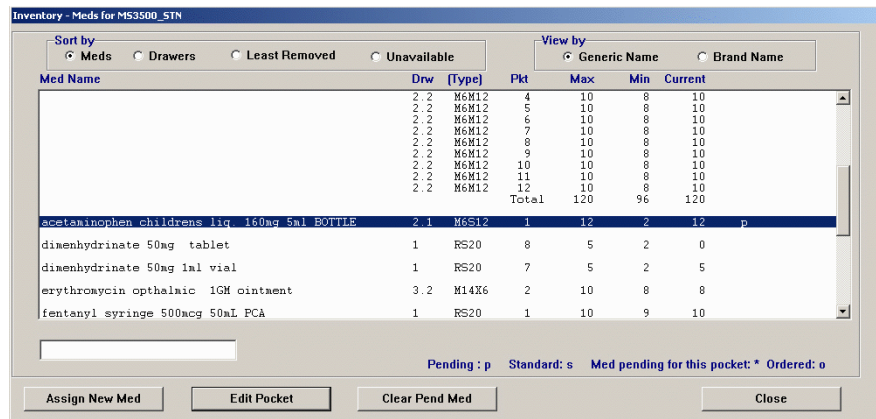 Inventory - Meds for MS3500_STN
Sort by
Meds Drawers Least Removed Unavailable
View by
Generic Name Brand Name
Med Name Drw (Type) Pkt Max Min Current
2.2 M6M12 4 10 8 10
2.2 M6M12 5 10 8 10
2.2 M6M12 6 10 8 10
2.2 M6M12 7 10 8 10
2.2 M6M12 8 10 8 10
2.2 M6M12 9 10 8 10
2.2 M6M12 10 10 8 10
2.2 M6M12 11 10 8 10
2.2 M6M12 12 10 8 10
Total 120 96 120
acetaminophen childrens liq. 160mg 5ml BOTTLE 2.1 M6S12 1 12 2 12 p
dimenhydrinate 50mg tablet 1 RS20 8 5 2 0
dimenhydrinate 50mg 1ml vial 1 RS20 7 5 2 5
erythromycin opthalmic 1GM ointment 3.2 M14X6 2 10 8 8
fentanyl syringe 500mcg 50mL PCA 1 RS20 1 10 9 10
Pending : p Standard: s Med pending for this pocket: * Ordered: o
Assign New Med Edit Pocket Clear Pend Med Close